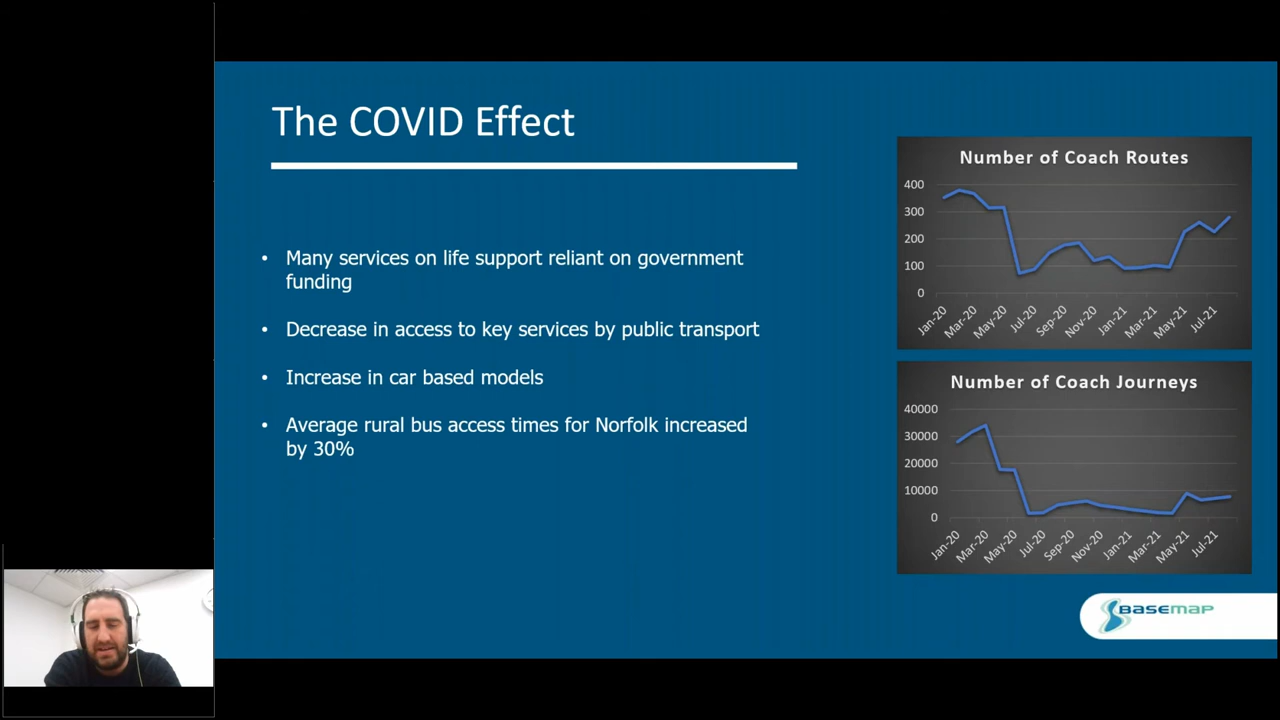 The COVID Effect
• Many services on life support reliant on government
funding
• Decrease in access to key services by public transport
• Increase in car based models
• Average rural bus access times for Norfolk increased
by 30%
Number of Coach Routes
400
300
200
100
0
Jan-20
Mar-20
May-20
Jul-20
Sep-20
Nov-20
Jan-21
Mar-21
May-21
Jul-21
Number of Coach Journeys
40000
30000
20000
10000
0
Jan-20
Mar-20
May-20
Jul-20
Sep-20
Nov-20
Jan-21
Mar-21
May-21
Jul-21
BASEMAP